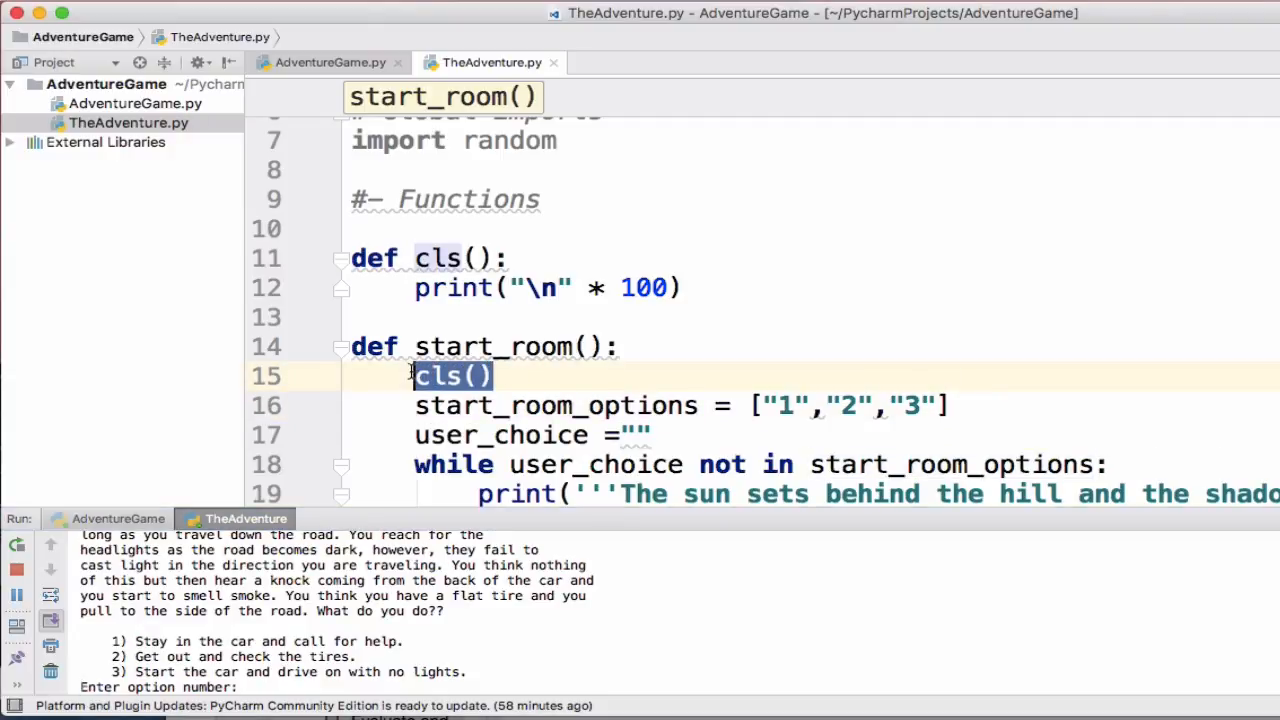 TheAdventure.py - AdventureGame - [~/PycharmProjects/AdventureGame]
AdventureGame TheAdventure.py
Project AdventureGame.py TheAdventure.py
AdventureGame ~/Pycharm
AdventureGame.py
TheAdventure.py
External Libraries
start_room()
# Global Imports
7 import random
8
9 #- Functions
10
11 def cls():
12 print("\n" * 100)
13
14 def start_room():
15 cls()
16 start_room_options = ["1","2","3"]
17 user_choice =""
18 while user_choice not in start_room_options:
19 print('''The sun sets behind the hill and the shado
Run: AdventureGame TheAdventure
long as you travel down the road. You reach for the
headlights as the road becomes dark, however, they fail to
cast light in the direction you are traveling. You think nothing
of this but then hear a knock coming from the back of the car and
you start to smell smoke. You think you have a flat tire and you
pull to the side of the road. What do you do??
1) Stay in the car and call for help.
2) Get out and check the tires.
3) Start the car and drive on with no lights.
Enter option number:
Platform and Plugin Updates: PyCharm Community Edition is ready to update. (58 minutes ago)